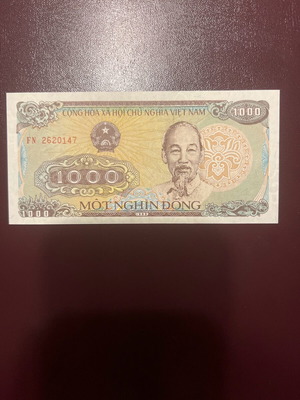 CỘNG HÒA XÃ HỘI CHỦ NGHĨA VIỆT NAM
1000
FN 2620147
1000
MỘT NGHÌN ĐỒNG
1000